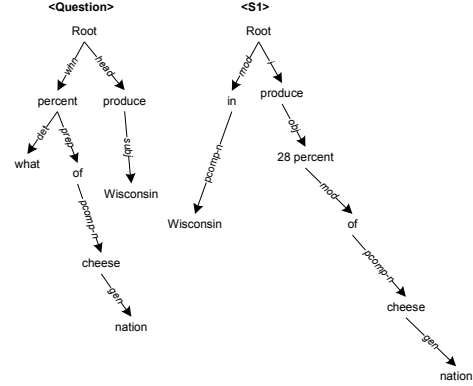 <Question>
Root
whn
head
percent
produce
det
prep
subj
what
of
Wisconsin
pcomp-n
cheese
gen
nation
<S1>
Root
mod
i
in
produce
pcomp-n
obj
28 percent
Wisconsin
mod
of
pcomp-n
cheese
gen
nation